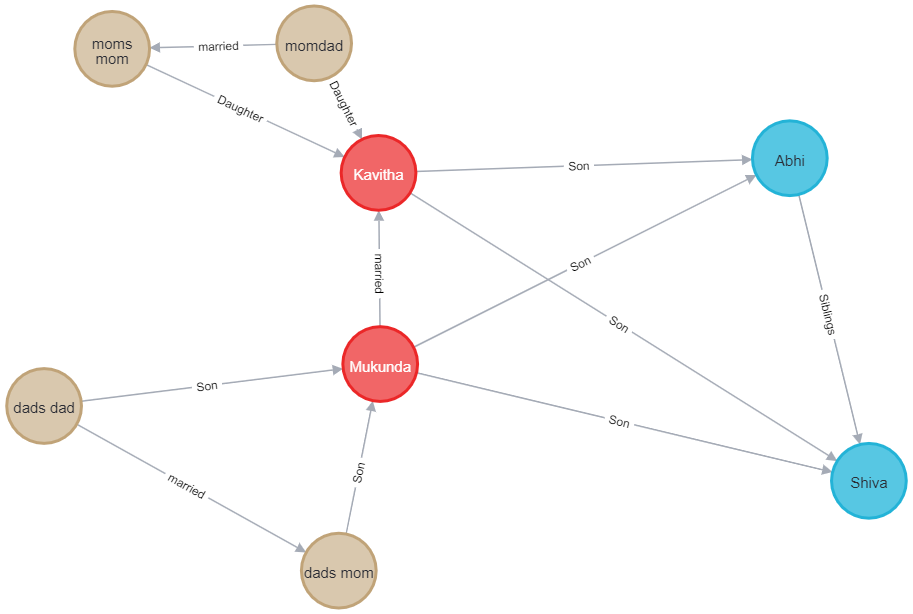 moms
mom
married
momdad
Daughter
Daughter
Kavitha
Son
Abhi
married
Son
Son
Siblings
Mukunda
dads dad
Son
Son
married
Son
Shiva
dads mom